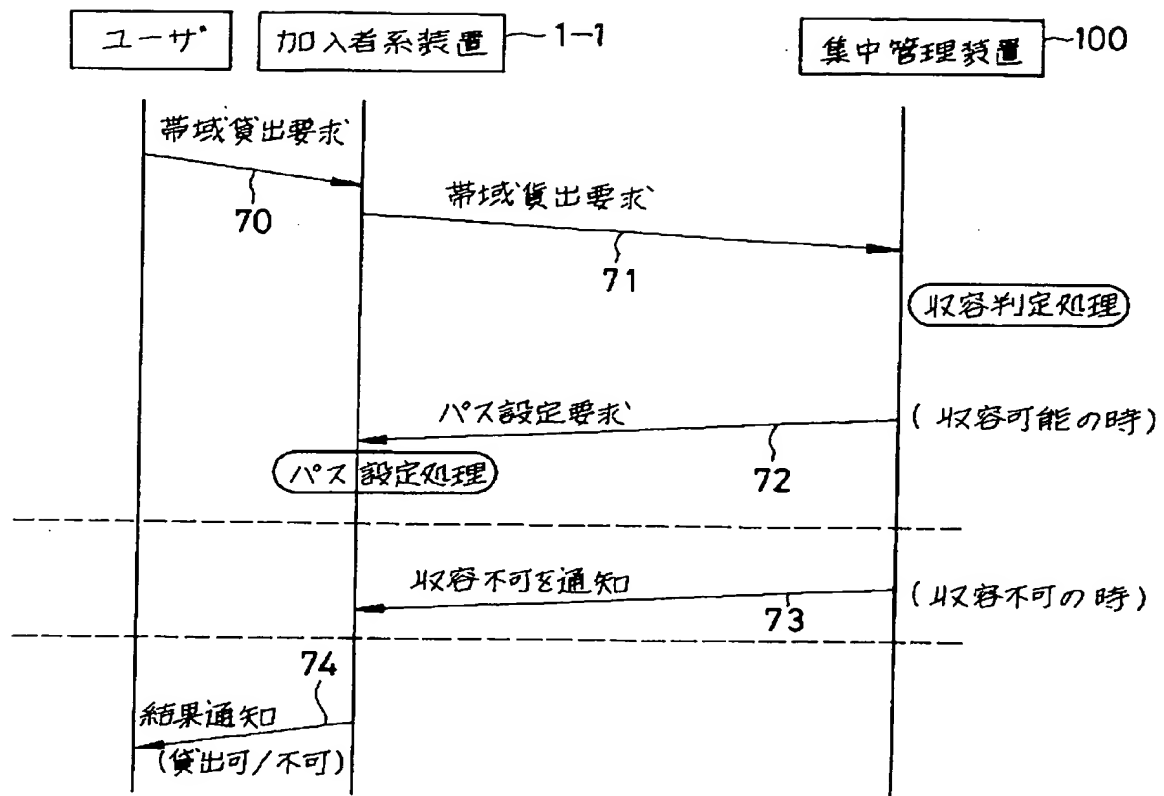 ユーザ
加入者系装置
1-1
集中管理装置
100
帯域貸出要求
70
帯域貸出要求
71
収容判定処理
パス設定要求
(収容可能の時)
72
パス設定処理
収容不可を通知
(収容不可の時)
73
74
結果通知
(貸出可/不可)